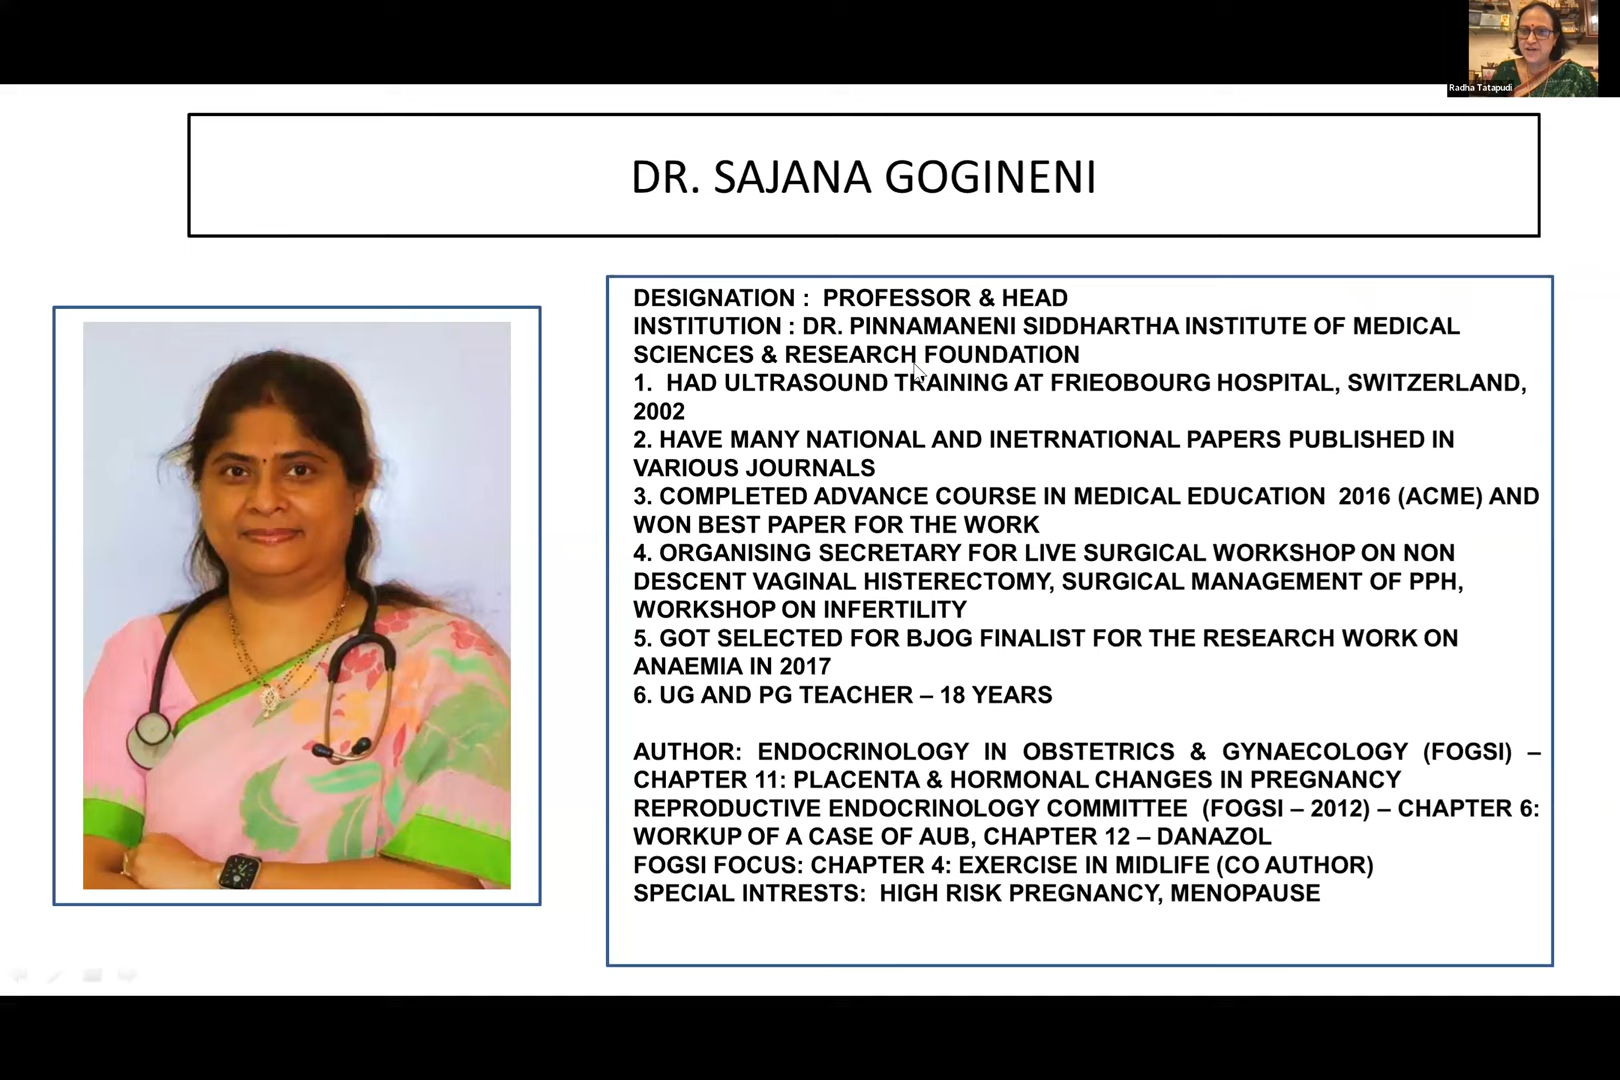 Radha Tatapudi
DR. SAJANA GOGINENI
DESIGNATION :  PROFESSOR & HEAD
INSTITUTION : DR. PINNAMANENI SIDDHARTHA INSTITUTE OF MEDICAL
SCIENCES & RESEARCH FOUNDATION
1.  HAD ULTRASOUND TRAINING AT FRIEOBOURG HOSPITAL, SWITZERLAND,
2002
2. HAVE MANY NATIONAL AND INETRNATIONAL PAPERS PUBLISHED IN
VARIOUS JOURNALS
3. COMPLETED ADVANCE COURSE IN MEDICAL EDUCATION  2016 (ACME) AND
WON BEST PAPER FOR THE WORK
4. ORGANISING SECRETARY FOR LIVE SURGICAL WORKSHOP ON NON
DESCENT VAGINAL HISTERECTOMY, SURGICAL MANAGEMENT OF PPH,
WORKSHOP ON INFERTILITY
5. GOT SELECTED FOR BJOG FINALIST FOR THE RESEARCH WORK ON
ANAEMIA IN 2017
6. UG AND PG TEACHER – 18 YEARS
AUTHOR: ENDOCRINOLOGY IN OBSTETRICS & GYNAECOLOGY (FOGSI) –
CHAPTER 11: PLACENTA & HORMONAL CHANGES IN PREGNANCY
REPRODUCTIVE ENDOCRINOLOGY COMMITTEE  (FOGSI – 2012) – CHAPTER 6:
WORKUP OF A CASE OF AUB, CHAPTER 12 – DANAZOL
FOGSI FOCUS: CHAPTER 4: EXERCISE IN MIDLIFE (CO AUTHOR)
SPECIAL INTRESTS:  HIGH RISK PREGNANCY, MENOPAUSE